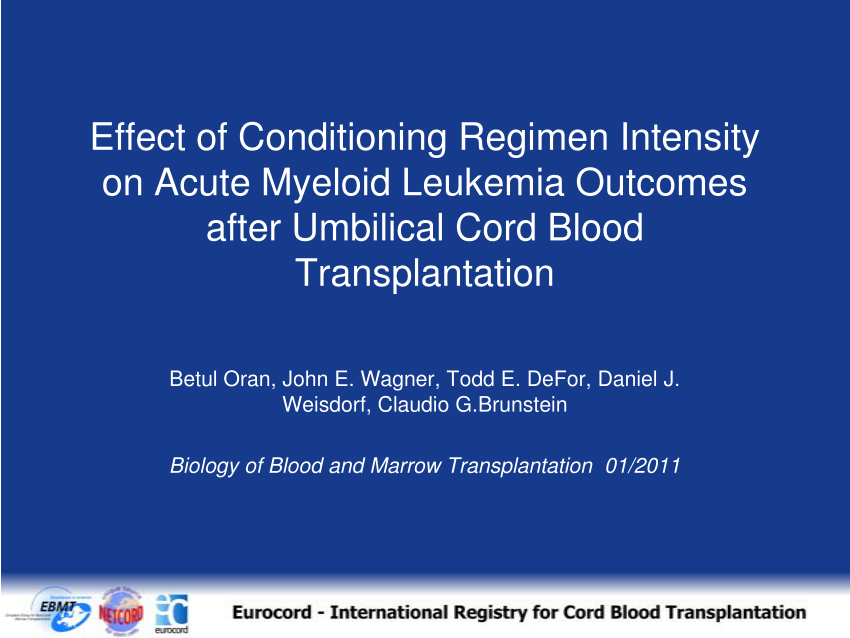 Effect of Conditioning Regimen Intensity
on Acute Myeloid Leukemia Outcomes
after Umbilical Cord Blood
Transplantation
Betul Oran, John E. Wagner, Todd E. DeFor, Daniel J.
Weisdorf, Claudio G.Brunstein
Biology of Blood and Marrow Transplantation 01/2011
EBMT
NETCORD
eurocord
Eurocord - International Registry for Cord Blood Transplantation